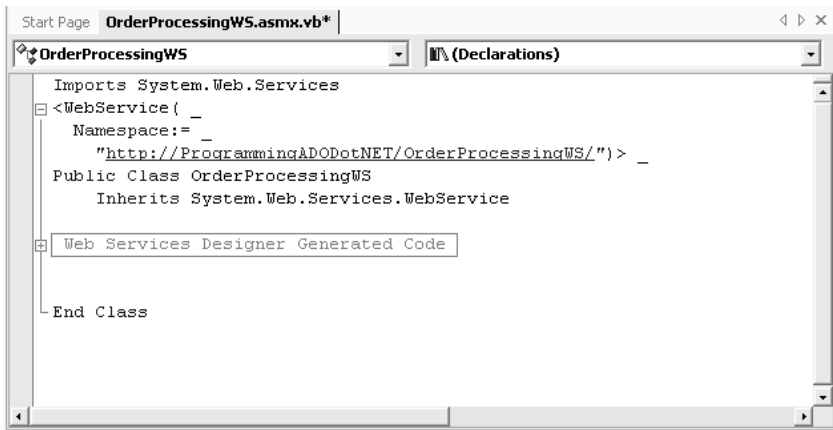 Start Page OrderProcessingWS.asmx.vb*
OrderProcessingWS (Declarations)
Imports System.Web.Services
<WebService( _
Namespace:= _
"http://ProgrammingADODotNET/OrderProcessingWS/")> _
Public Class OrderProcessingWS
Inherits System.Web.Services.WebService
Web Services Designer Generated Code
End Class